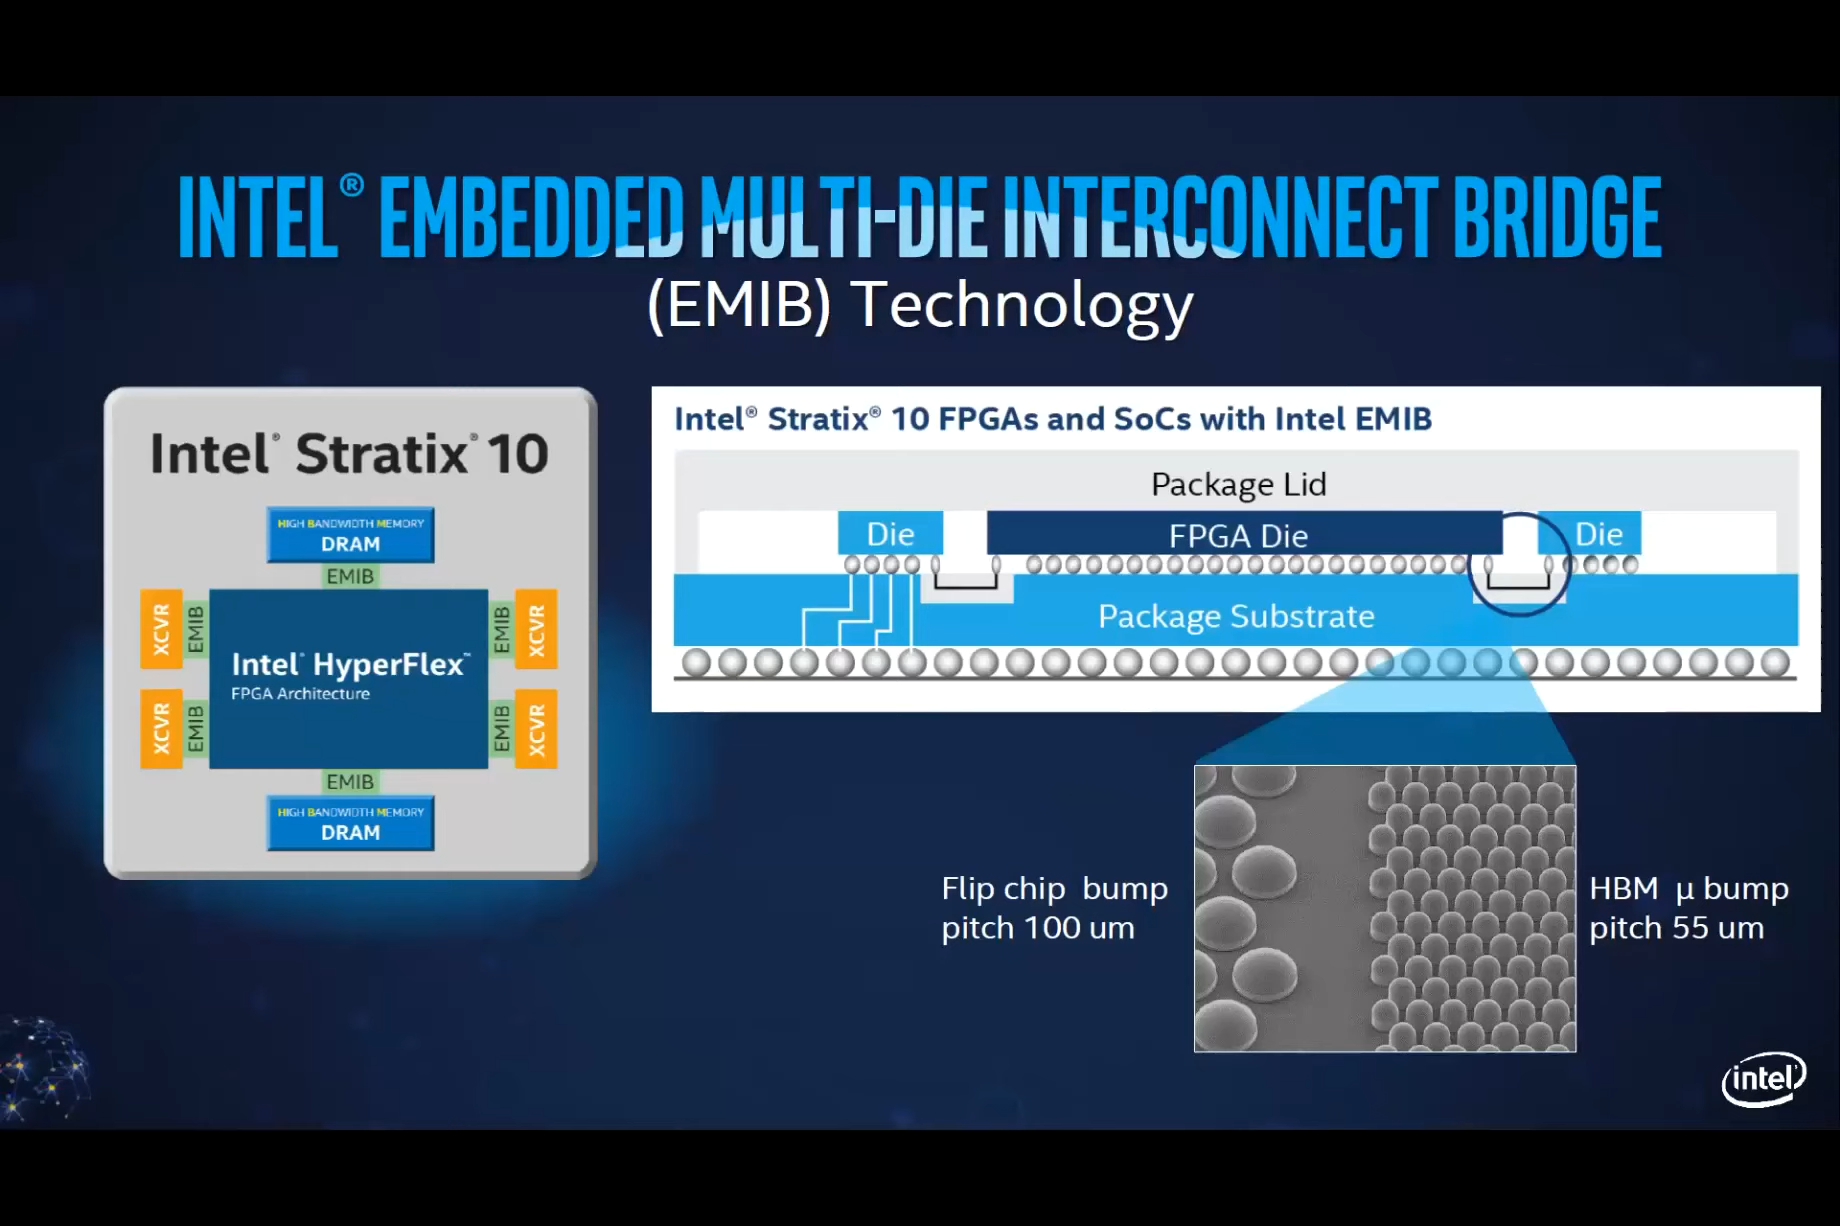 INTEL® EMBEDDED MULTI-DIE INTERCONNECT BRIDGE
(EMIB) Technology
Intel® Stratix® 10
HIGH BANDWIDTH MEMORY
DRAM
EMIB
XCVR
EMIB
EMIB
XCVR
Intel® HyperFlex™
FPGA Architecture
XCVR
EMIB
EMIB
XCVR
EMIB
HIGH BANDWIDTH MEMORY
DRAM
Intel® Stratix® 10 FPGAs and SoCs with Intel EMIB
Package Lid
Die
FPGA Die
Die
Package Substrate
Flip chip bump
pitch 100 um
HBM µ bump
pitch 55 um
intel